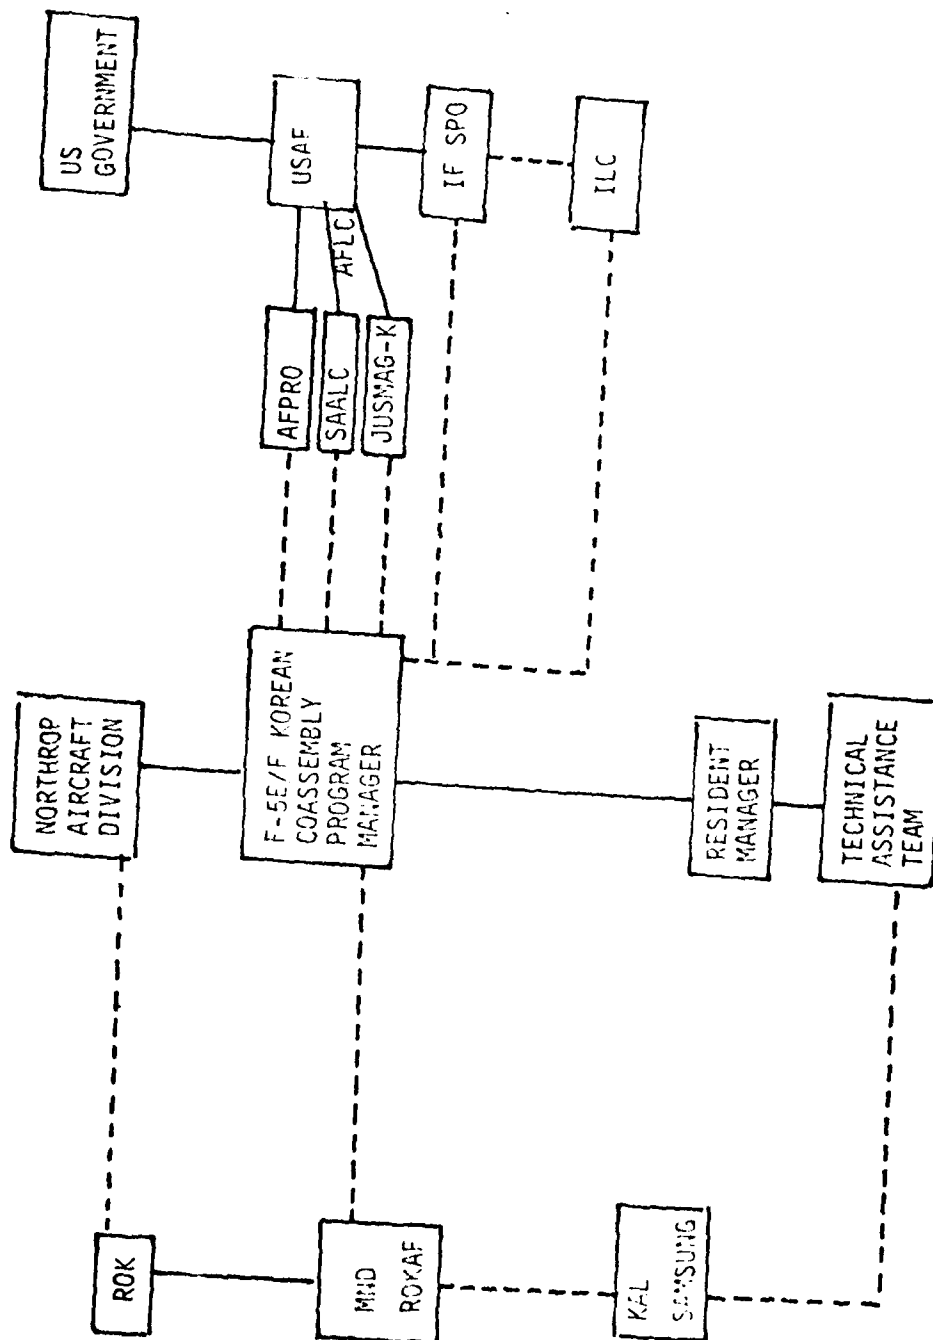 ROK
NORTHROP
AIRCRAFT
DIVISION
US
GOVERNMENT
MND
ROKAF
F-5E/F KOREAN
COASSEMBLY
PROGRAM
MANAGER
AFPRO
SAALC
JUSMAG-K
AFLC
USAF
IF SPO
ILC
KAL
SAMSUNG
RESIDENT
MANAGER
TECHNICAL
ASSISTANCE
TEAM